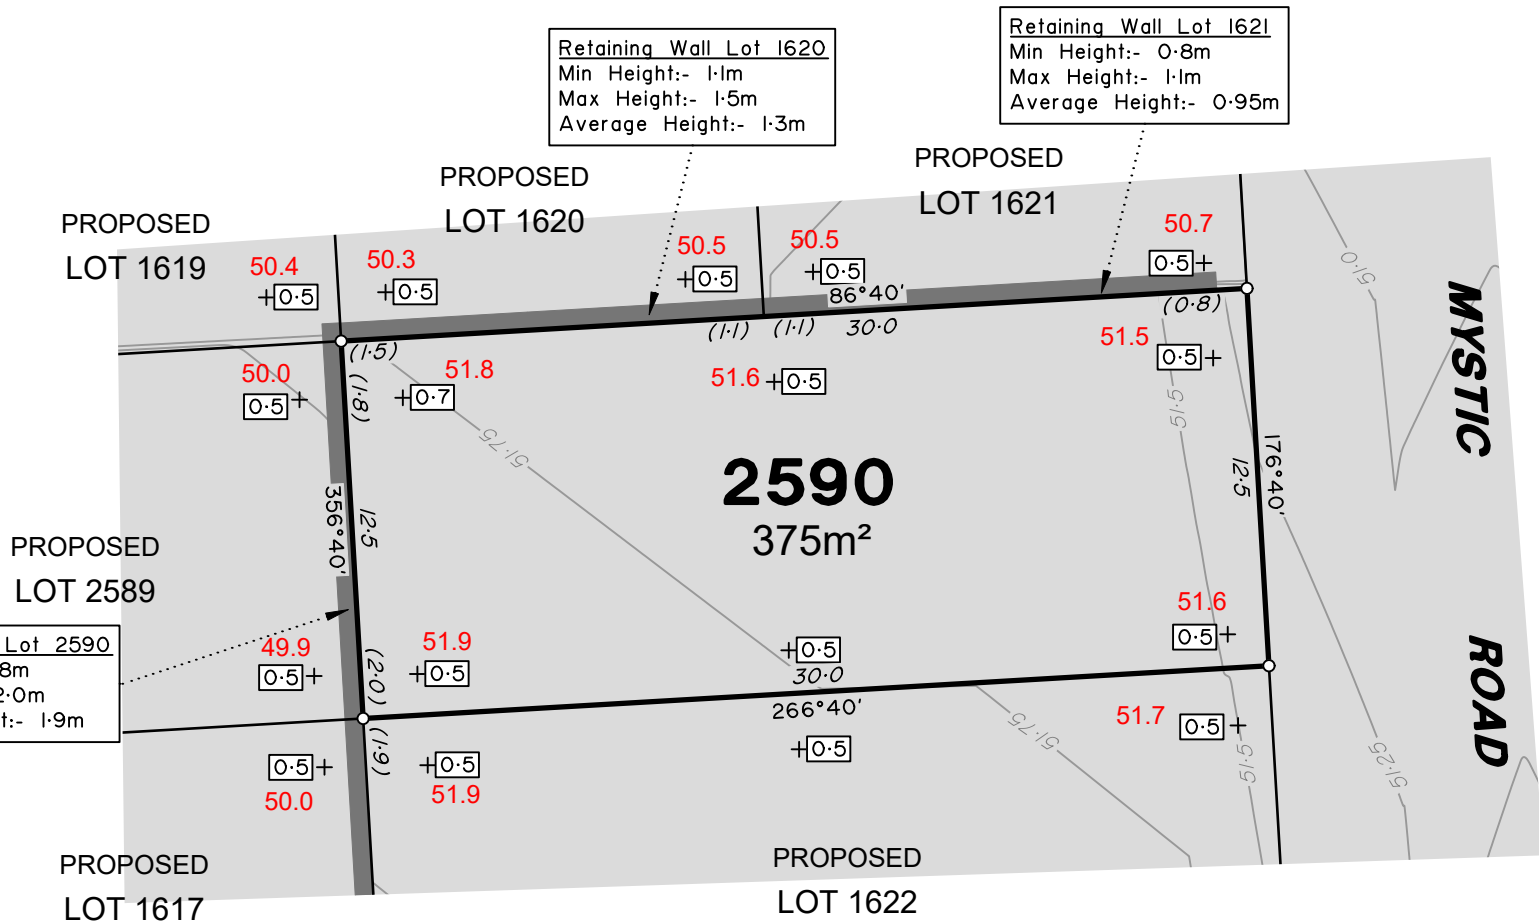 Retaining Wall Lot 1620
Min Height:- 1·1m
Max Height:- 1·5m
Average Height:- 1·3m
Retaining Wall Lot 1621
Min Height:- 0·8m
Max Height:- 1·1m
Average Height:- 0·95m
PROPOSED
LOT 1619
PROPOSED
LOT 1620
PROPOSED
LOT 1621
50.4
0·5
50.3
0·5
50.5
0·5
50.5
0·5
50.7
0·5
86°40'
30·0
(1·5)
(1·1)
(1·1)
(0·8)
51·0
MYSTIC
ROAD
50.0
0·5
(1·8)
51.8
0·7
51.6
0·5
51.5
0·5
51·75
51·5
2590
375m²
356°40'
12·5
176°40'
12·5
PROPOSED
LOT 2589
Lot 2590
8m
2·0m
t:- 1·9m
49.9
0·5
(2·0)
51.9
0·5
0·5
30·0
266°40'
51.6
0·5
50.0
0·5
(1·9)
51.9
0·5
0·5
51.7
0·5
51·75
51·5
51·25
PROPOSED
LOT 1617
PROPOSED
LOT 1622